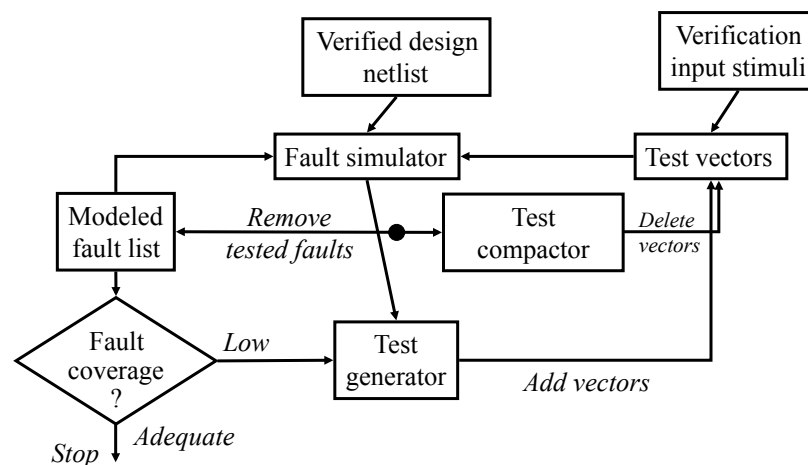 Verified design
netlist
Verification
input stimuli
Fault simulator
Test vectors
Modeled
fault list
Remove
tested faults
Test
compactor
Delete
vectors
Fault
coverage
?
Low
Test
generator
Add vectors
Adequate
Stop